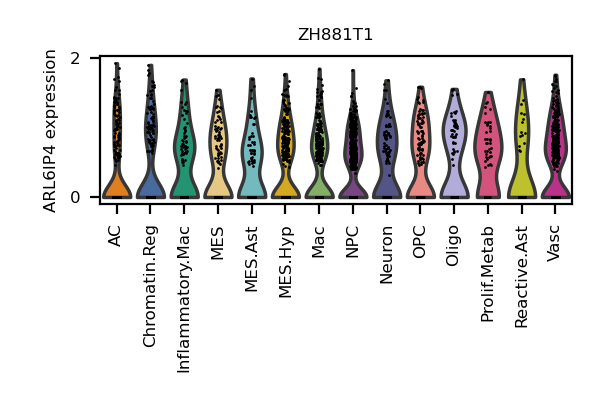 ZH881T1
ARL6IP4 expression
2
0
AC
Chromatin.Reg
Inflammatory.Mac
MES
MES.Ast
MES.Hyp
Mac
NPC
Neuron
OPC
Oligo
Prolif.Metab
Reactive.Ast
Vasc